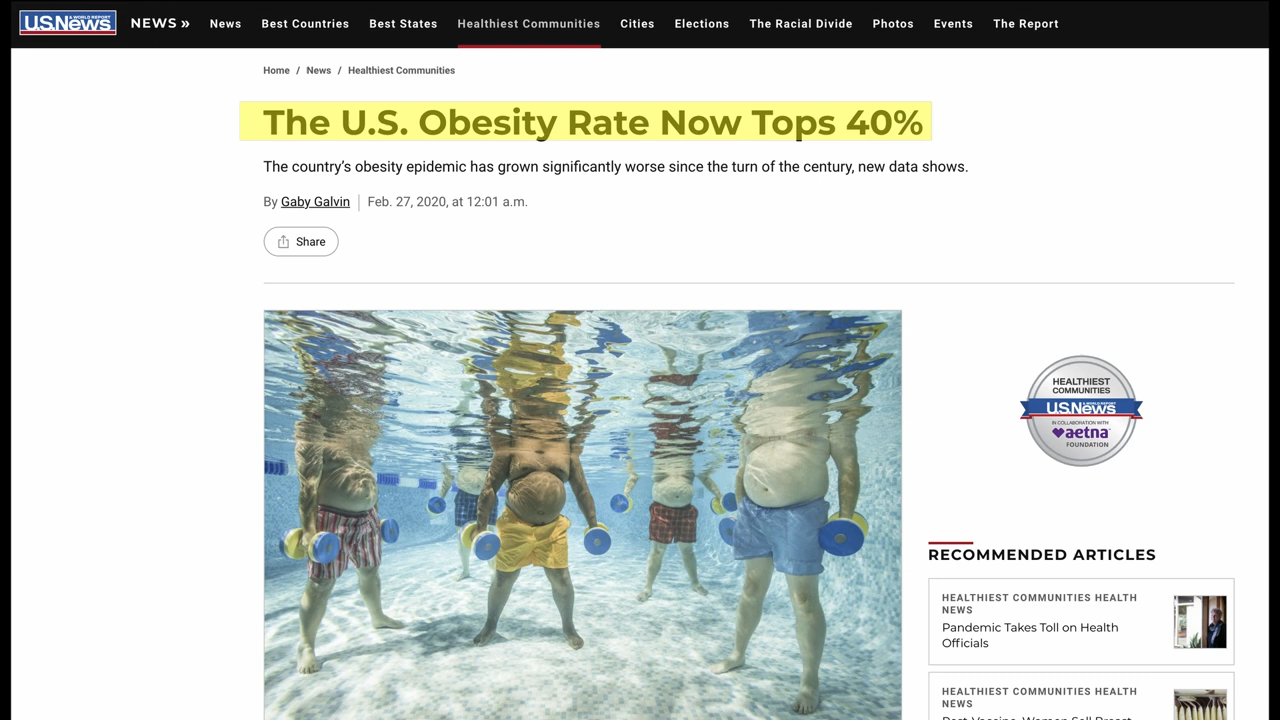 U.S.News
NEWS »
News
Best Countries
Best States
Healthiest Communities
Cities
Elections
The Racial Divide
Photos
Events
The Report
Home / News / Healthiest Communities
The U.S. Obesity Rate Now Tops 40%
The country’s obesity epidemic has grown significantly worse since the turn of the century, new data shows.
By Gaby Galvin | Feb. 27, 2020, at 12:01 a.m.
Share
HEALTHIEST
COMMUNITIES
U.S.News
IN COLLABORATION WITH
aetna
FOUNDATION
RECOMMENDED ARTICLES
HEALTHIEST COMMUNITIES HEALTH
NEWS
Pandemic Takes Toll on Health
Officials
HEALTHIEST COMMUNITIES HEALTH
NEWS